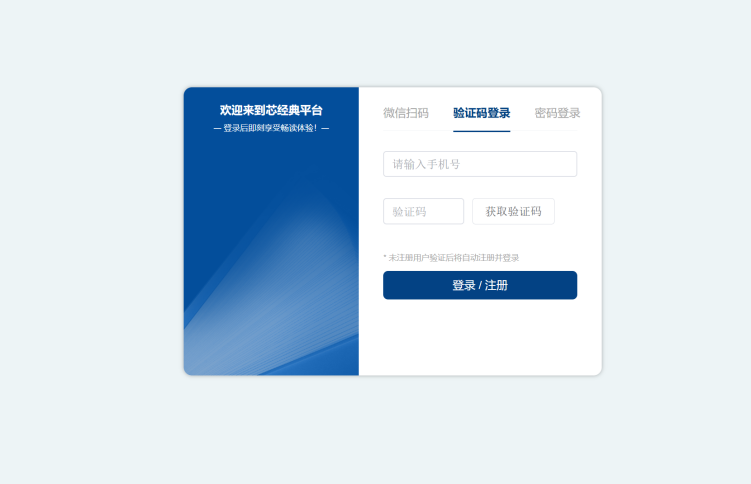 欢迎来到芯经典平台
— 登录后即刻享受畅读体验！—
微信扫码 验证码登录 密码登录
请输入手机号
验证码 获取验证码
* 未注册用户验证后将自动注册并登录
登录 / 注册